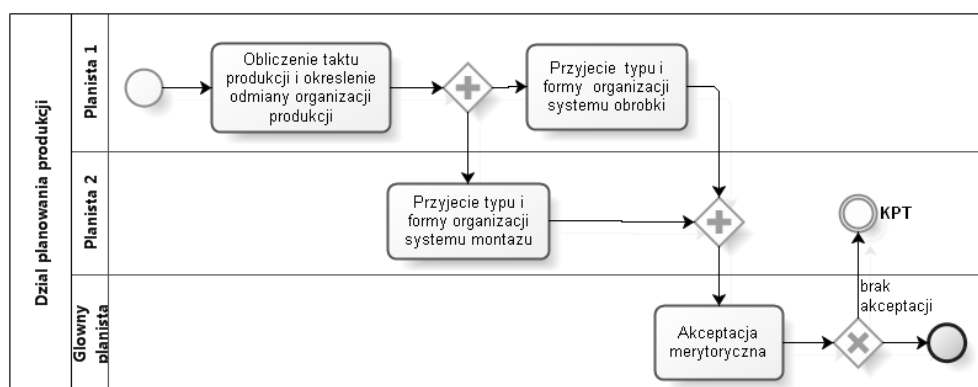 Dzial planowania produkcji
Planista 1
Obliczenie taktu
produkcji i okreslenie
odmiany organizacji
produkcji
Przyjecie typu i
formy organizacji
systemu obrobki
Planista 2
Przyjecie typu i
formy organizacji
systemu montazu
KPT
Glowny
planista
Akceptacja
merytoryczna
brak
akceptacji